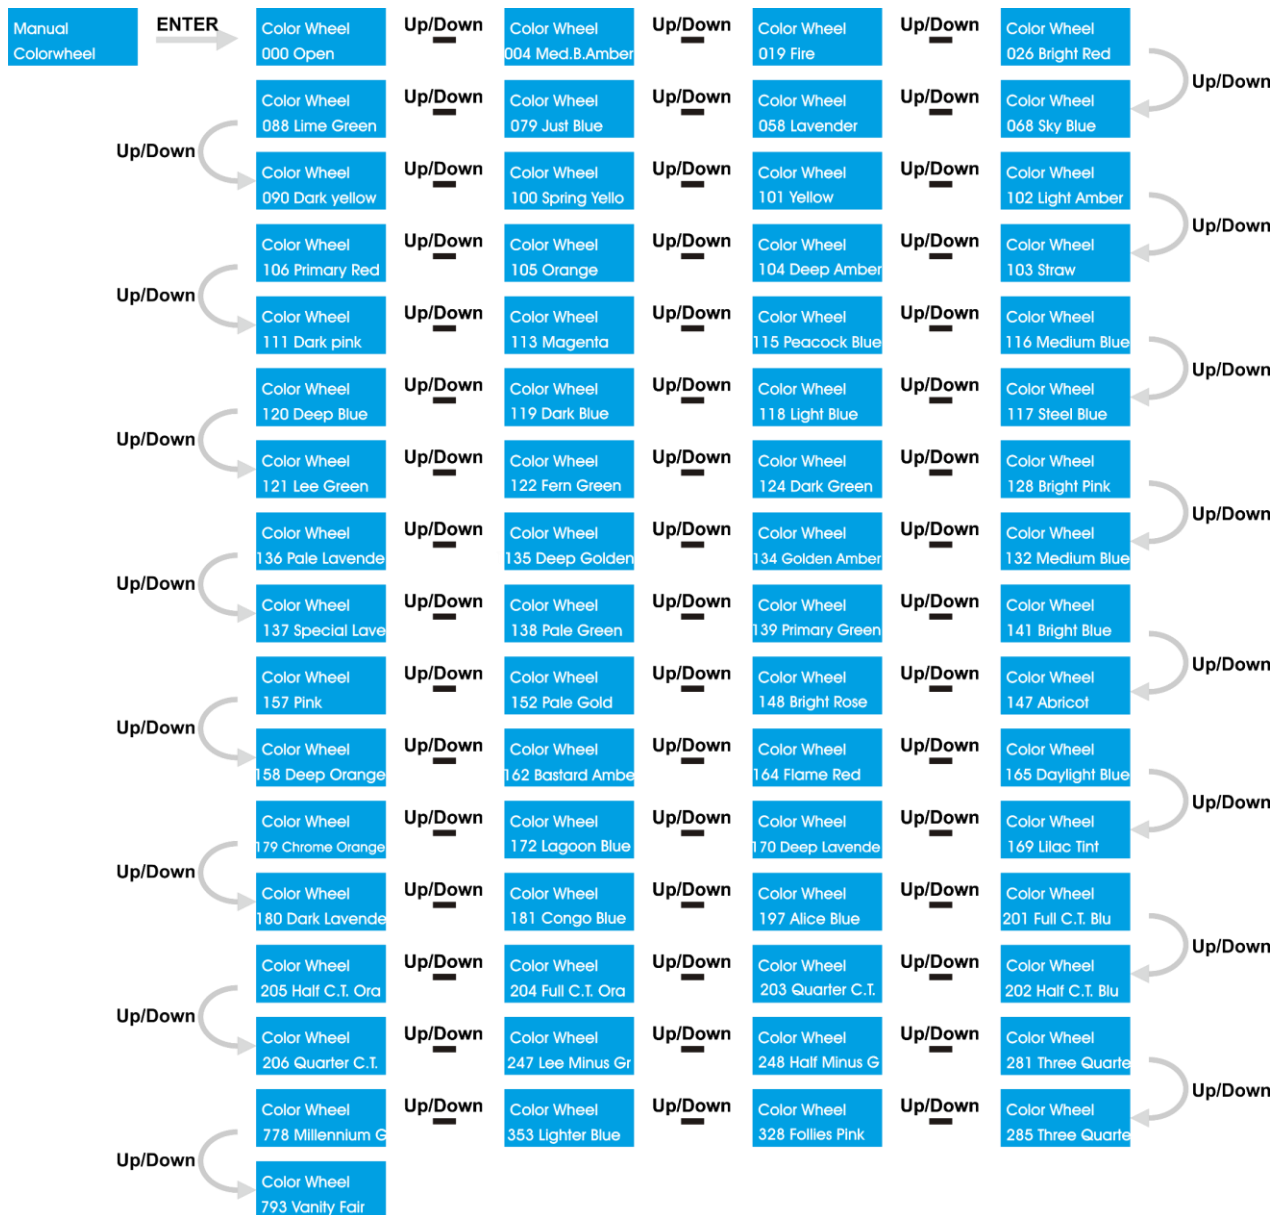 Manual
Colorwheel
ENTER
Color Wheel
000 Open
Up/Down
Color Wheel
004 Med.B.Amber
Up/Down
Color Wheel
019 Fire
Up/Down
Color Wheel
026 Bright Red
Up/Down
Color Wheel
088 Lime Green
Up/Down
Color Wheel
079 Just Blue
Up/Down
Color Wheel
058 Lavender
Up/Down
Color Wheel
068 Sky Blue
Up/Down
Color Wheel
090 Dark yellow
Up/Down
Color Wheel
100 Spring Yello
Up/Down
Color Wheel
101 Yellow
Up/Down
Color Wheel
102 Light Amber
Up/Down
Color Wheel
106 Primary Red
Up/Down
Color Wheel
105 Orange
Up/Down
Color Wheel
104 Deep Amber
Up/Down
Color Wheel
103 Straw
Up/Down
Color Wheel
111 Dark pink
Up/Down
Color Wheel
113 Magenta
Up/Down
Color Wheel
115 Peacock Blue
Up/Down
Color Wheel
116 Medium Blue
Up/Down
Color Wheel
120 Deep Blue
Up/Down
Color Wheel
119 Dark Blue
Up/Down
Color Wheel
118 Light Blue
Up/Down
Color Wheel
117 Steel Blue
Up/Down
Color Wheel
121 Lee Green
Up/Down
Color Wheel
122 Fern Green
Up/Down
Color Wheel
124 Dark Green
Up/Down
Color Wheel
128 Bright Pink
Up/Down
Color Wheel
136 Pale Lavende
Up/Down
Color Wheel
135 Deep Golden
Up/Down
Color Wheel
134 Golden Amber
Up/Down
Color Wheel
132 Medium Blue
Up/Down
Color Wheel
137 Special Lave
Up/Down
Color Wheel
138 Pale Green
Up/Down
Color Wheel
139 Primary Green
Up/Down
Color Wheel
141 Bright Blue
Up/Down
Color Wheel
157 Pink
Up/Down
Color Wheel
152 Pale Gold
Up/Down
Color Wheel
148 Bright Rose
Up/Down
Color Wheel
147 Abricot
Up/Down
Color Wheel
158 Deep Orange
Up/Down
Color Wheel
162 Bastard Ambe
Up/Down
Color Wheel
164 Flame Red
Up/Down
Color Wheel
165 Daylight Blue
Up/Down
Color Wheel
179 Chrome Orange
Up/Down
Color Wheel
172 Lagoon Blue
Up/Down
Color Wheel
170 Deep Lavende
Up/Down
Color Wheel
169 Lilac Tint
Up/Down
Color Wheel
180 Dark Lavende
Up/Down
Color Wheel
181 Congo Blue
Up/Down
Color Wheel
197 Alice Blue
Up/Down
Color Wheel
201 Full C.T. Blu
Up/Down
Color Wheel
205 Half C.T. Ora
Up/Down
Color Wheel
204 Full C.T. Ora
Up/Down
Color Wheel
203 Quarter C.T.
Up/Down
Color Wheel
202 Half C.T. Blu
Up/Down
Color Wheel
206 Quarter C.T.
Up/Down
Color Wheel
247 Lee Minus Gr
Up/Down
Color Wheel
248 Half Minus G
Up/Down
Color Wheel
281 Three Quarte
Up/Down
Color Wheel
778 Millennium G
Up/Down
Color Wheel
353 Lighter Blue
Up/Down
Color Wheel
328 Follies Pink
Up/Down
Color Wheel
285 Three Quarte
Up/Down
Color Wheel
793 Vanity Fair